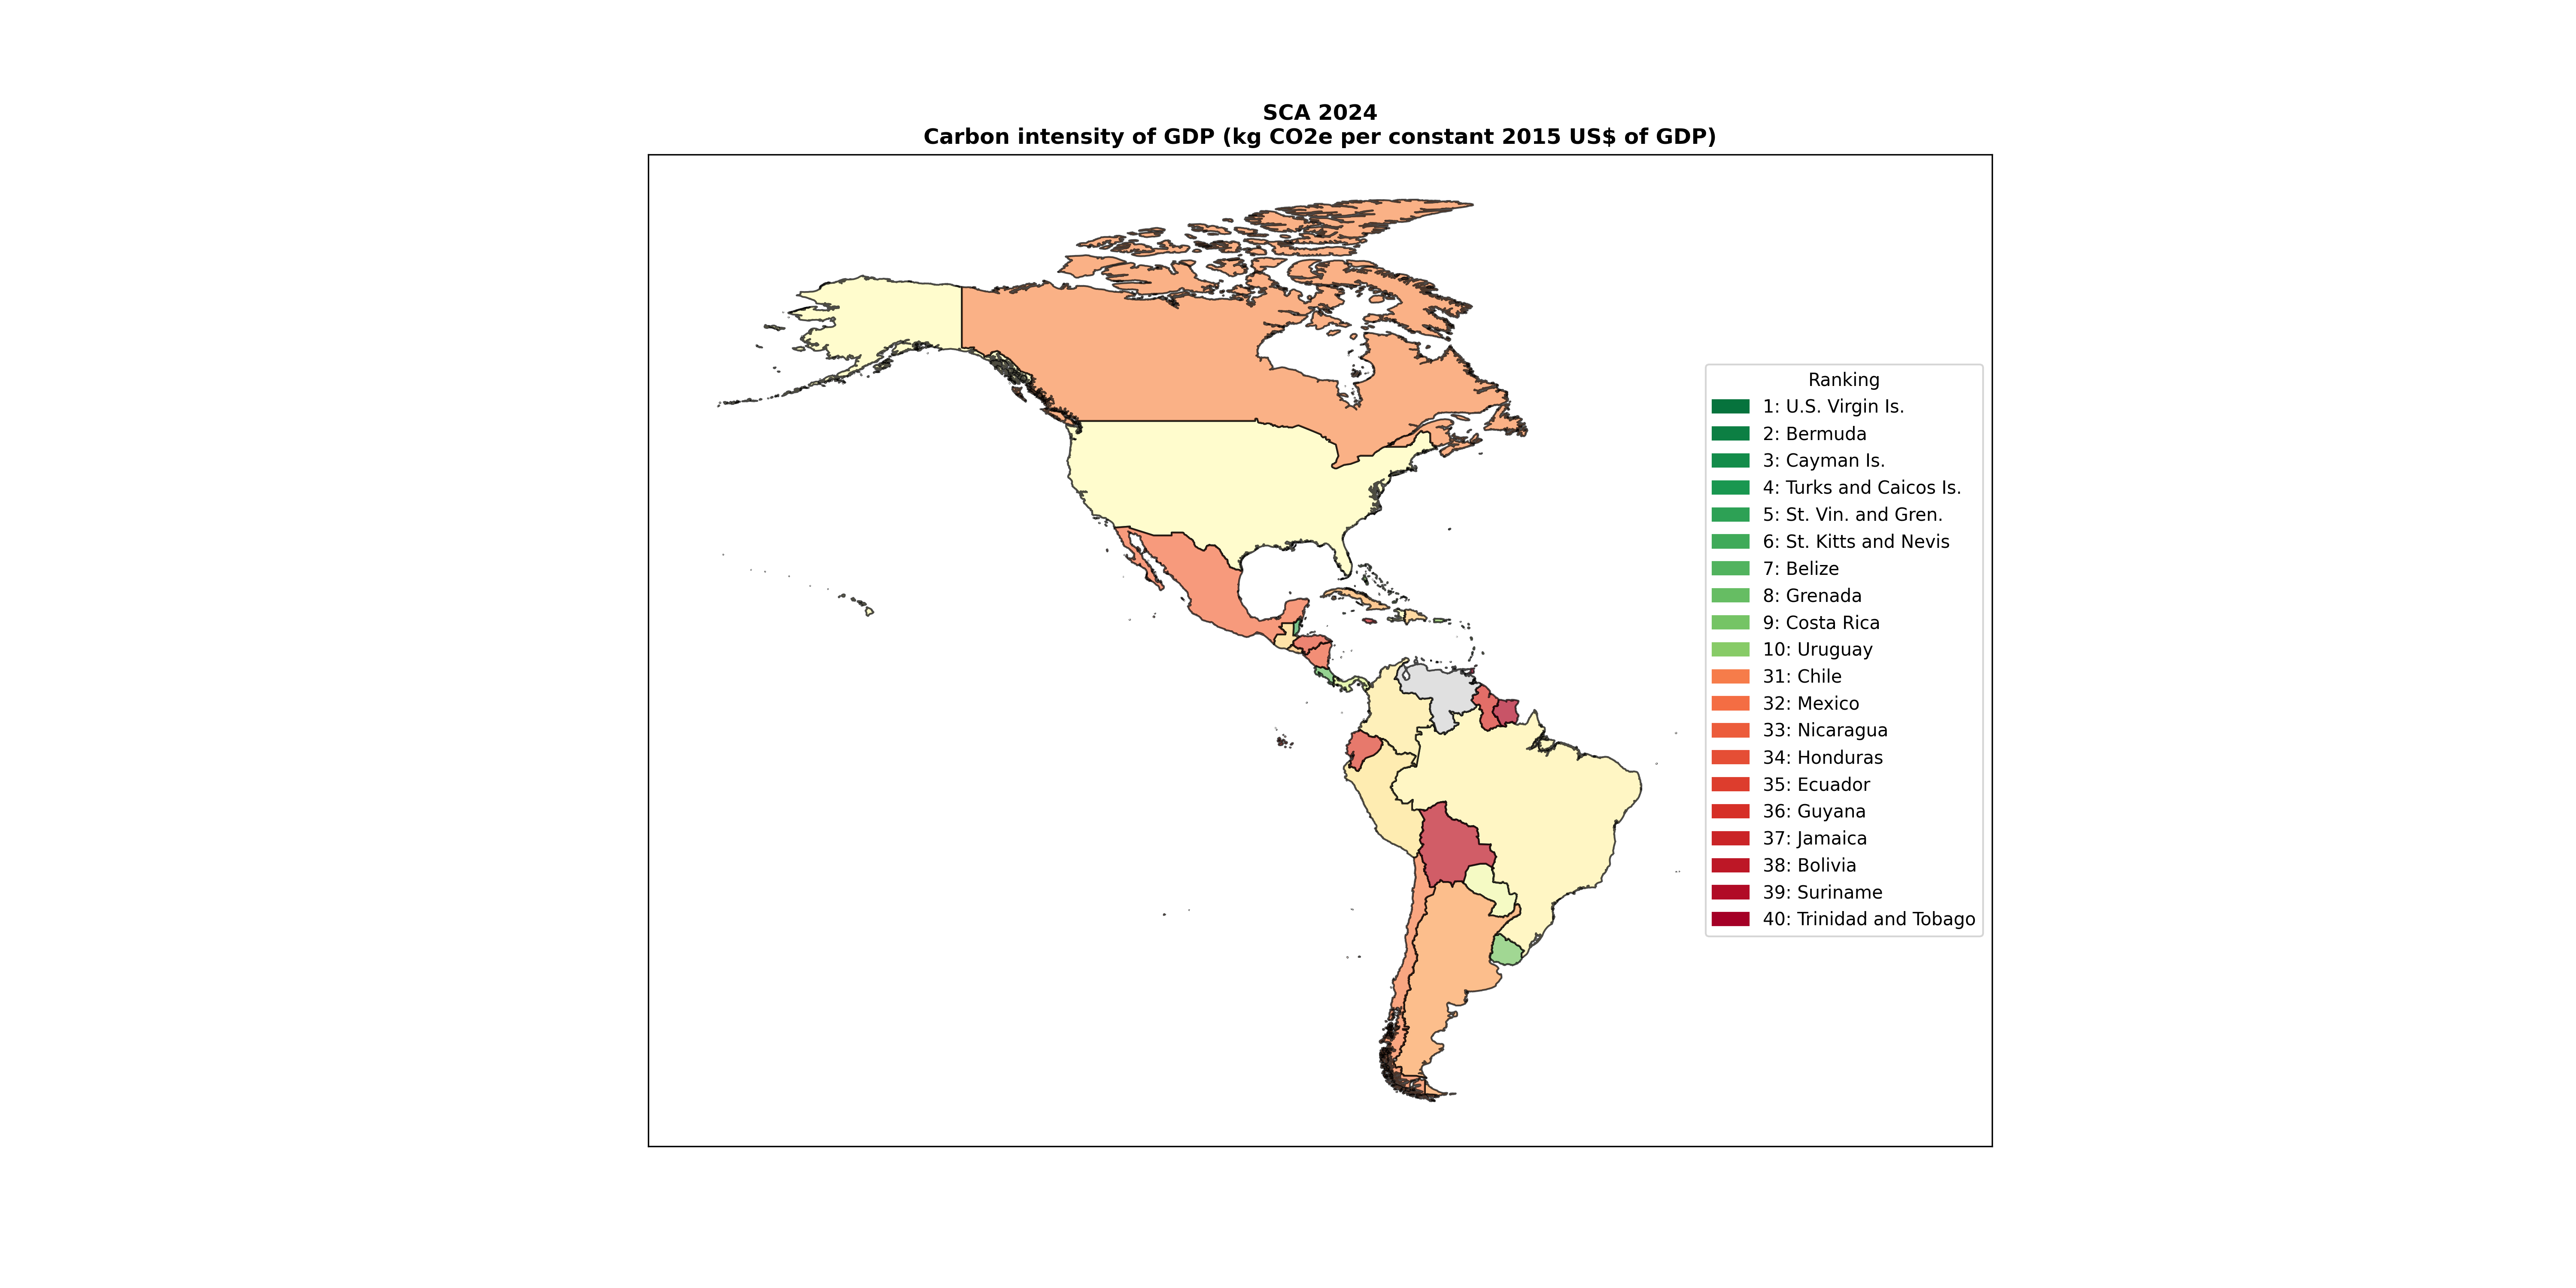 SCA 2024
Carbon intensity of GDP (kg CO2e per constant 2015 US$ of GDP)
Ranking
1: U.S. Virgin Is.
2: Bermuda
3: Cayman Is.
4: Turks and Caicos Is.
5: St. Vin. and Gren.
6: St. Kitts and Nevis
7: Belize
8: Grenada
9: Costa Rica
10: Uruguay
31: Chile
32: Mexico
33: Nicaragua
34: Honduras
35: Ecuador
36: Guyana
37: Jamaica
38: Bolivia
39: Suriname
40: Trinidad and Tobago